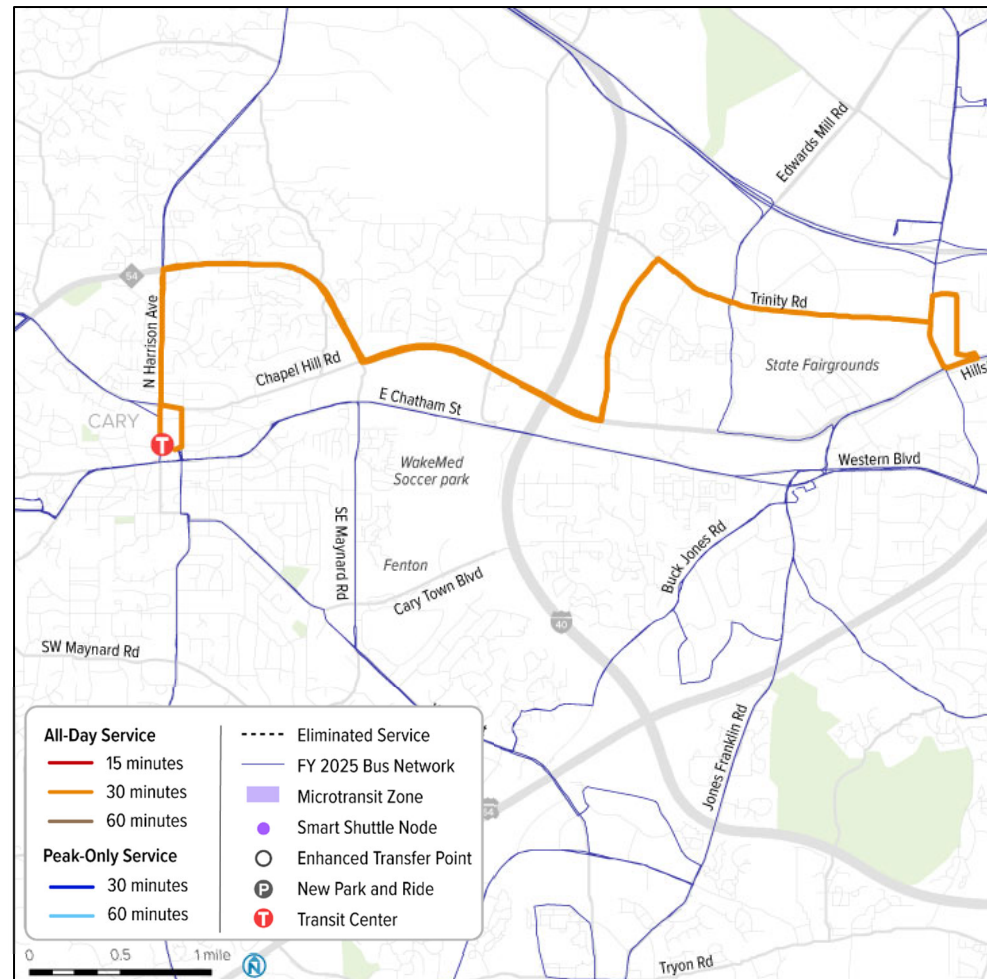 Edwards Mill Rd
54
N Harrison Ave
Trinity Rd
Chapel Hill Rd
State Fairgrounds
Hills
E Chatham St
CARY
T
WakeMed
Soccer park
Western Blvd
SE Maynard Rd
Buck Jones Rd
Fenton
Cary Town Blvd
40
SW Maynard Rd
Jones Franklin Rd
All-Day Service
15 minutes
30 minutes
60 minutes
Peak-Only Service
30 minutes
60 minutes
Eliminated Service
FY 2025 Bus Network
Microtransit Zone
Smart Shuttle Node
Enhanced Transfer Point
P
New Park and Ride
T
Transit Center
0
0.5
1 mile
N
Tryon Rd